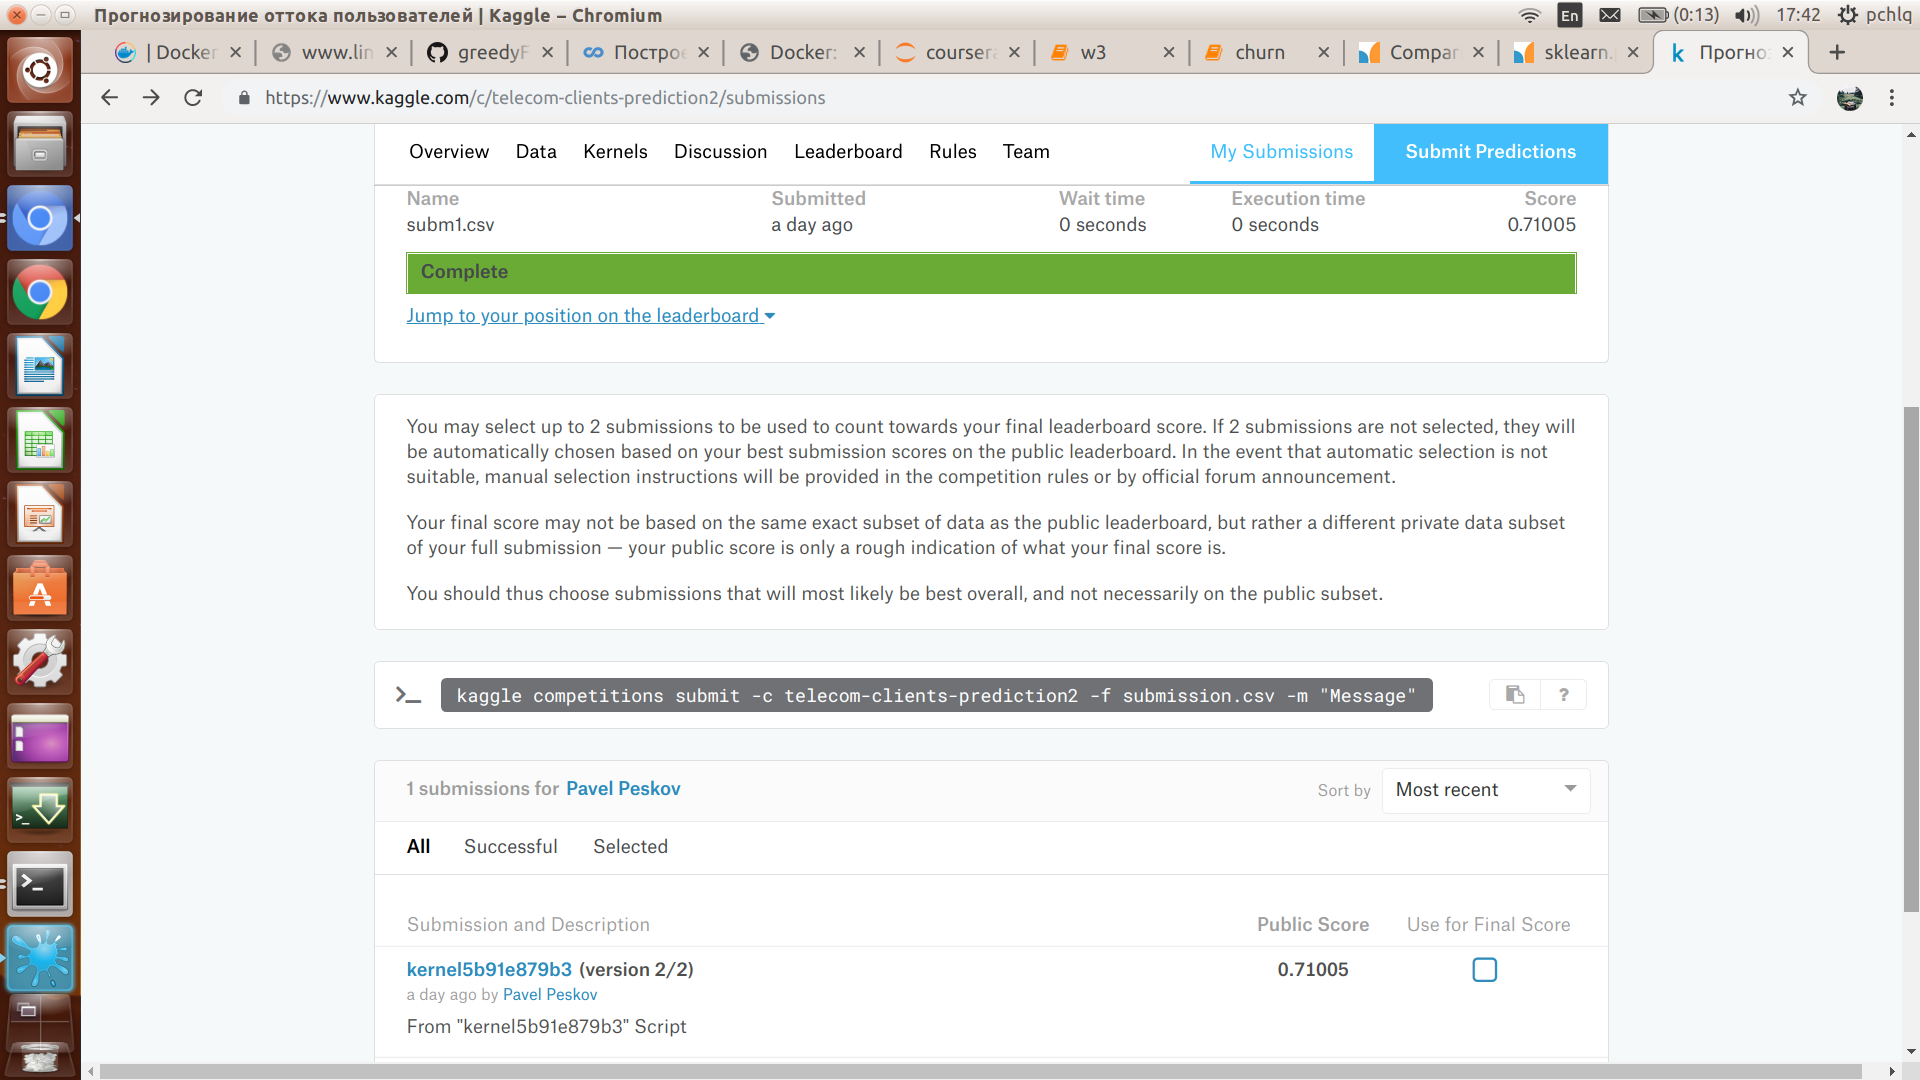 Прогнозирование оттока пользователей | Kaggle – Chromium
En
(0:13)
17:42
pchlq
| Docker
www.lin
greedyF
Построе
Docker:
coursera
w3
churn
Compar
sklearn.
Прогноз
https://www.kaggle.com/c/telecom-clients-prediction2/submissions
Overview Data Kernels Discussion Leaderboard Rules Team My Submissions Submit Predictions
Name Submitted Wait time Execution time Score
subm1.csv a day ago 0 seconds 0 seconds 0.71005
Complete
Jump to your position on the leaderboard
You may select up to 2 submissions to be used to count towards your final leaderboard score. If 2 submissions are not selected, they will
be automatically chosen based on your best submission scores on the public leaderboard. In the event that automatic selection is not
suitable, manual selection instructions will be provided in the competition rules or by official forum announcement.
Your final score may not be based on the same exact subset of data as the public leaderboard, but rather a different private data subset
of your full submission — your public score is only a rough indication of what your final score is.
You should thus choose submissions that will most likely be best overall, and not necessarily on the public subset.
>_ kaggle competitions submit -c telecom-clients-prediction2 -f submission.csv -m "Message" ?
1 submissions for Pavel Peskov Sort by Most recent
All Successful Selected
Submission and Description Public Score Use for Final Score
kernel5b91e879b3 (version 2/2) 0.71005
a day ago by Pavel Peskov
From "kernel5b91e879b3" Script